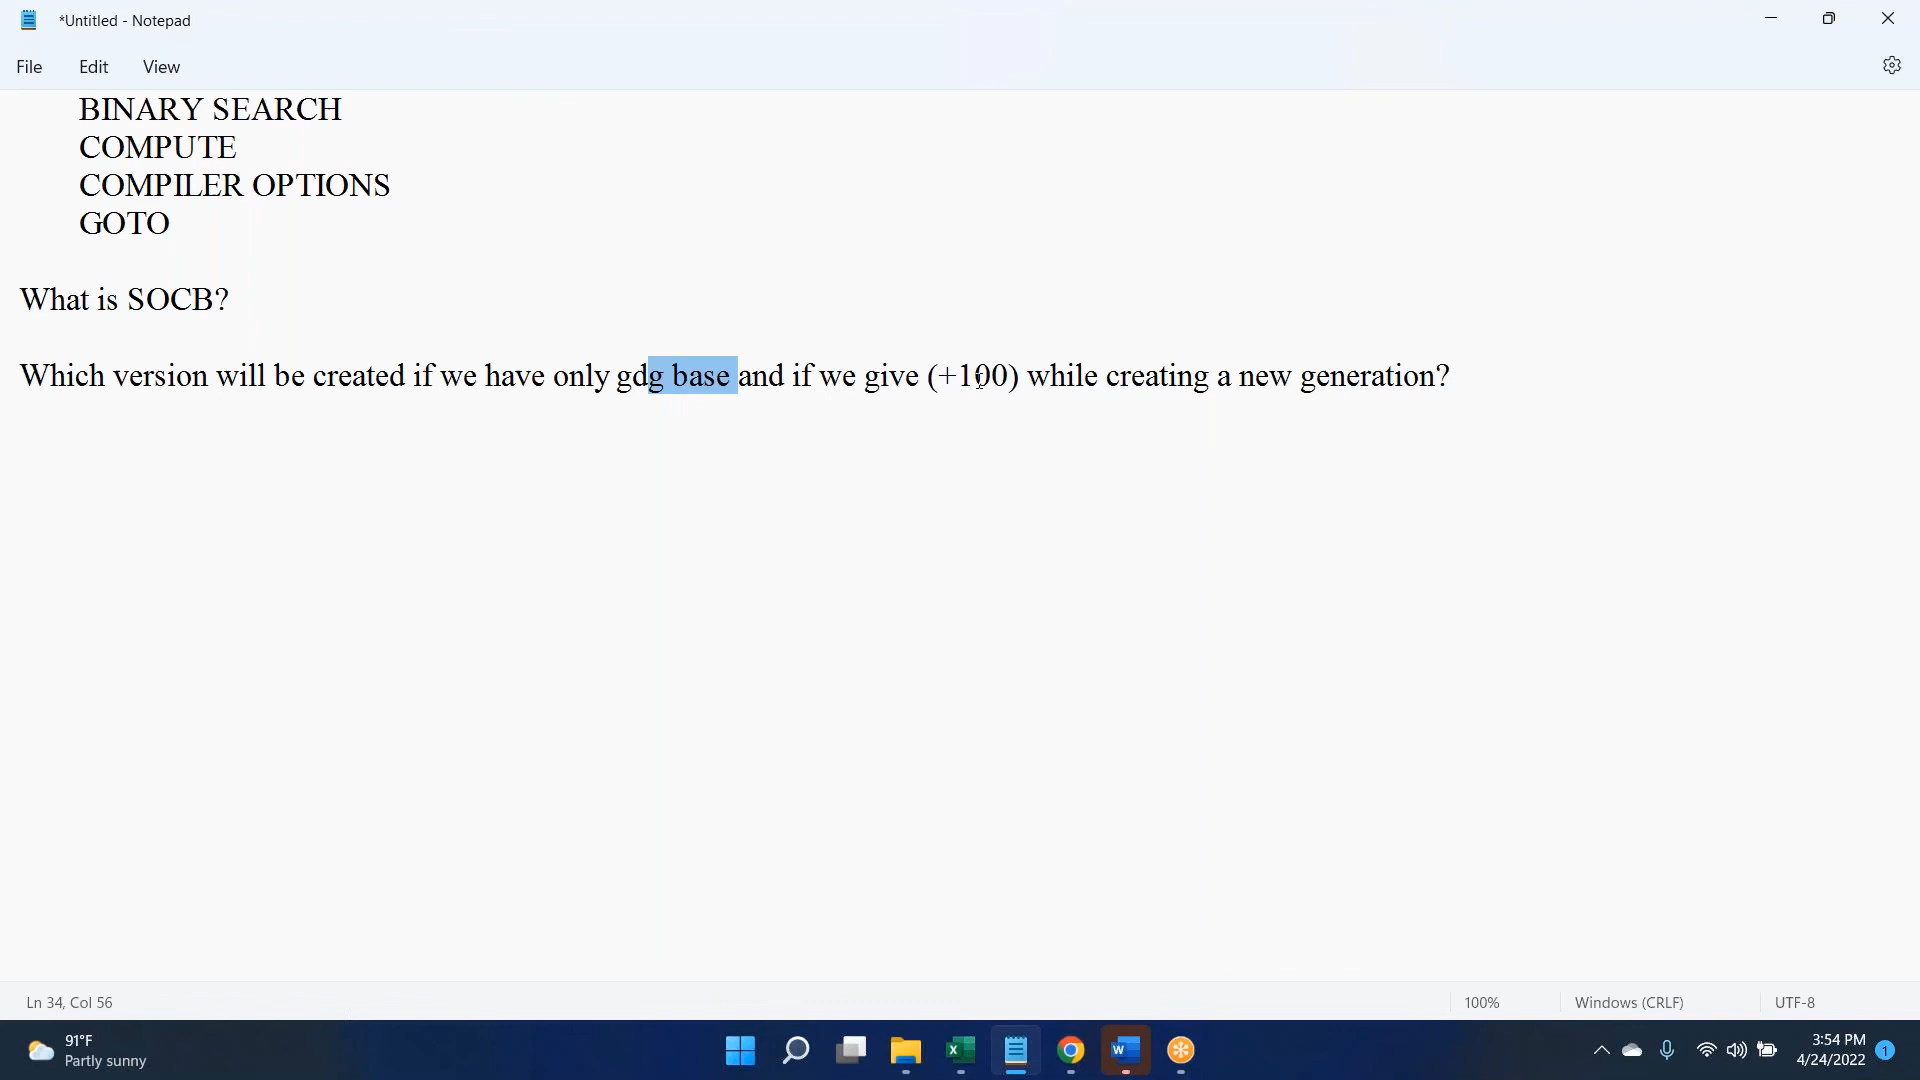 *Untitled - Notepad
File Edit View
BINARY SEARCH
COMPUTE
COMPILER OPTIONS
GOTO
What is SOCB?
Which version will be created if we have only gdg base and if we give (+100) while creating a new generation?
Ln 34, Col 56
100%
Windows (CRLF)
UTF-8
91°F
Partly sunny
3:54 PM
4/24/2022
1